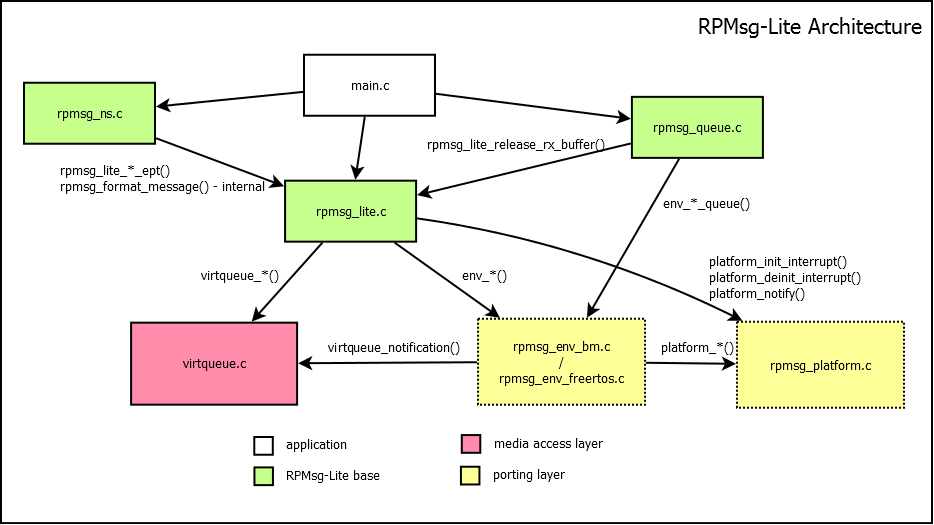 RPMsg-Lite Architecture
main.c
rpmsg_ns.c
rpmsg_queue.c
rpmsg_lite_release_rx_buffer()
rpmsg_lite_*_ept()
rpmsg_format_message() - internal
rpmsg_lite.c
env_*_queue()
virtqueue_*()
env_*()
platform_init_interrupt()
platform_deinit_interrupt()
platform_notify()
virtqueue.c
virtqueue_notification()
rpmsg_env_bm.c
/
rpmsg_env_freertos.c
platform_*()
rpmsg_platform.c
application
media access layer
RPMsg-Lite base
porting layer